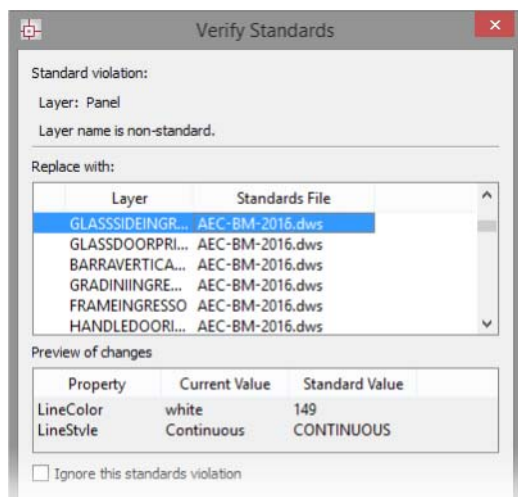 Verify Standards
Standard violation:
Layer: Panel
Layer name is non-standard.
Replace with:
Layer Standards File
GLASSSIDEINGR... AEC-BM-2016.dws
GLASSDOORPRI... AEC-BM-2016.dws
BARRAVERTICA... AEC-BM-2016.dws
GRADINIINGRE... AEC-BM-2016.dws
FRAMEINGRESSO AEC-BM-2016.dws
HANDLEDOORI... AEC-BM-2016.dws
Preview of changes
Property Current Value Standard Value
LineColor white 149
LineStyle Continuous CONTINUOUS
Ignore this standards violation